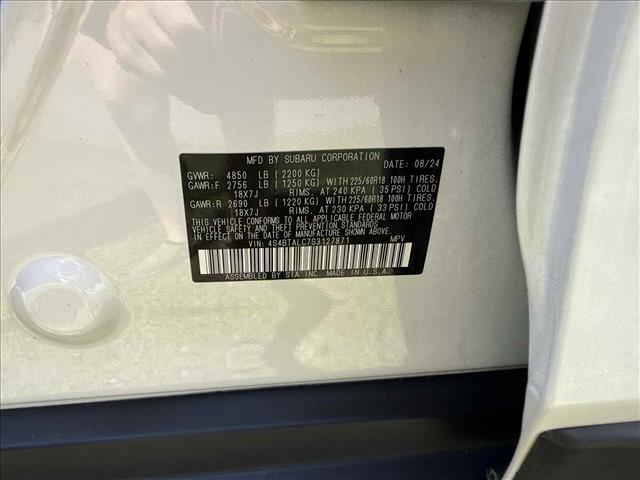 MFD BY SUBARU CORPORATION DATE: 08/24
GVWR: 4850 LB (2200 KG)
GAWR:F 2756 LB (1250 KG) WITH 225/60R18 100H TIRES.
18X7J RIMS.AT 240 KPA (35 PSI) COLD
GAWR:R 2690 LB (1220 KG) WITH 225/60R18 100H TIRES.
18X7J RIMS.AT 230 KPA (33 PSI) COLD
THIS VEHICLE CONFORMS TO ALL APPLICABLE FEDERAL MOTOR
VEHICLE SAFETY AND THEFT PREVENTION STANDARDS IN EFFECT
ON THE DATE OF MANUFACTURE SHOWN ABOVE.
VIN: 4S4BTALC7S3127871 MPV
ASSEMBLED BY SIA INC. MADE IN U.S.A.